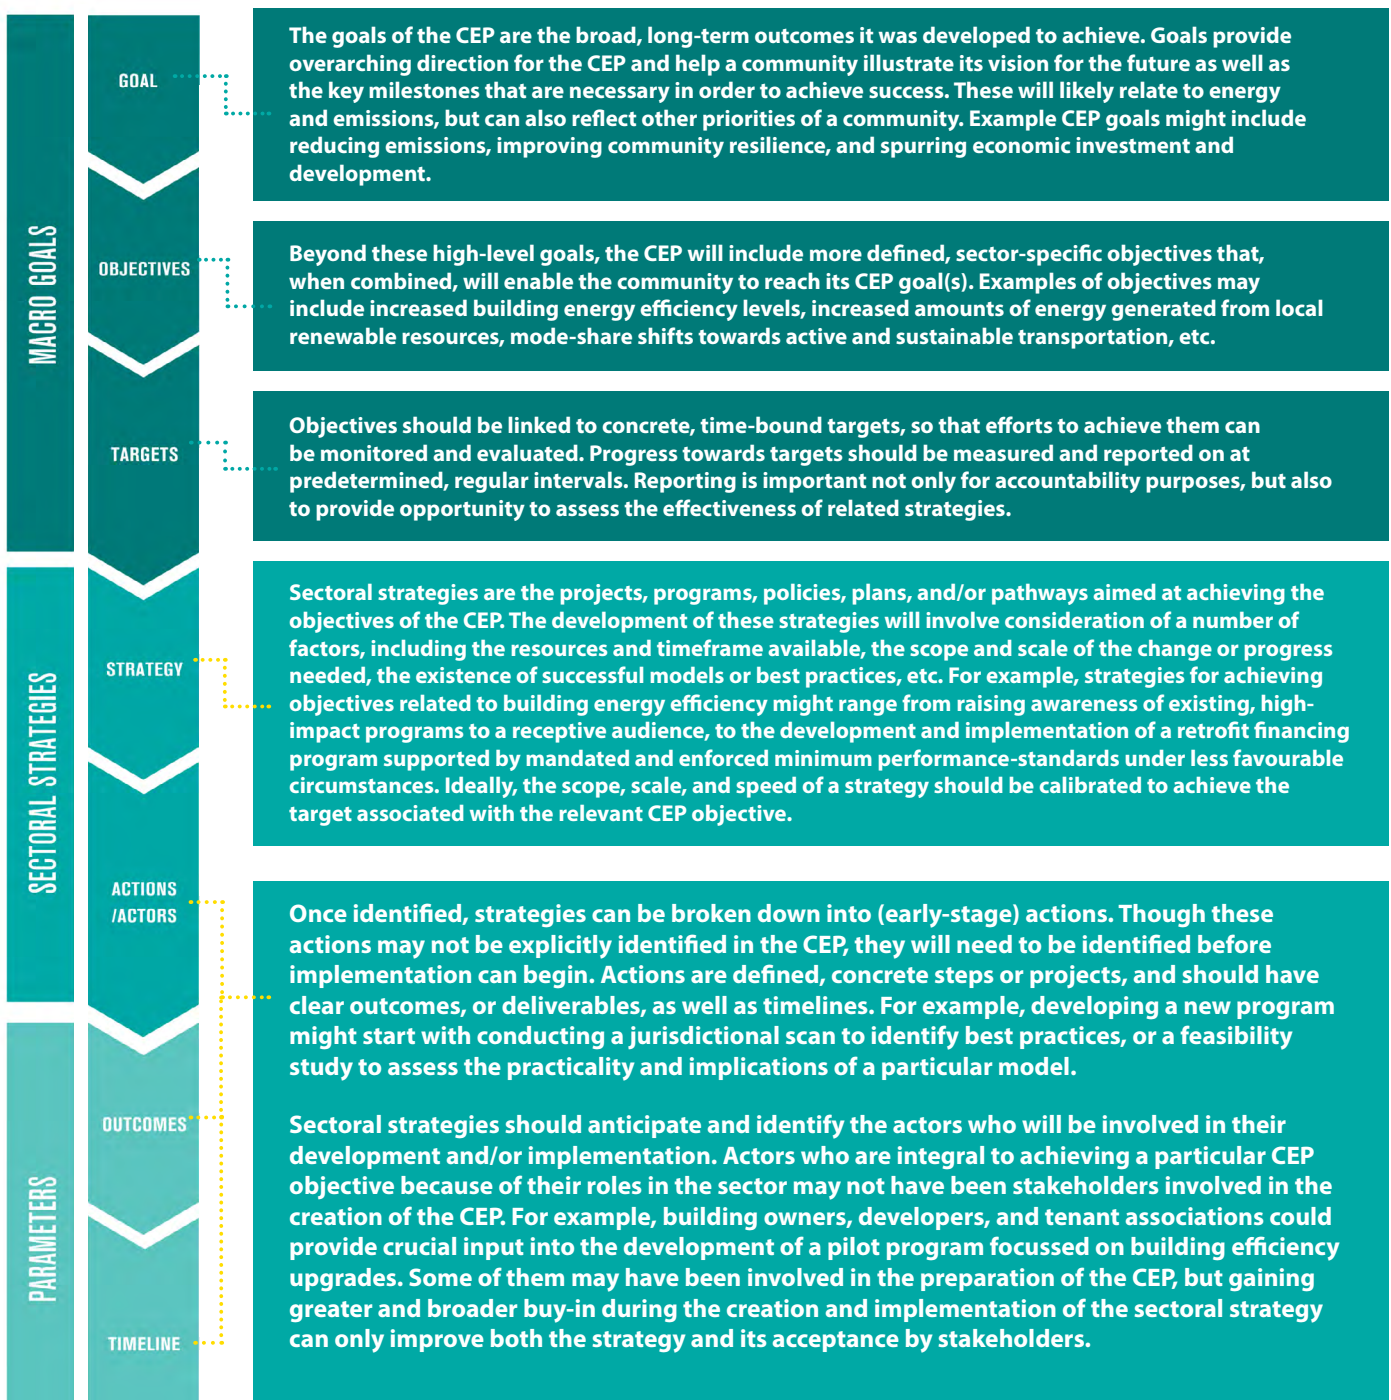 MACRO GOALS
GOAL
The goals of the CEP are the broad, long-term outcomes it was developed to achieve. Goals provide
overarching direction for the CEP and help a community illustrate its vision for the future as well as
the key milestones that are necessary in order to achieve success. These will likely relate to energy
and emissions, but can also reflect other priorities of a community. Example CEP goals might include
reducing emissions, improving community resilience, and spurring economic investment and
development.
OBJECTIVES
Beyond these high-level goals, the CEP will include more defined, sector-specific objectives that,
when combined, will enable the community to reach its CEP goal(s). Examples of objectives may
include increased building energy efficiency levels, increased amounts of energy generated from local
renewable resources, mode-share shifts towards active and sustainable transportation, etc.
TARGETS
Objectives should be linked to concrete, time-bound targets, so that efforts to achieve them can
be monitored and evaluated. Progress towards targets should be measured and reported on at
predetermined, regular intervals. Reporting is important not only for accountability purposes, but also
to provide opportunity to assess the effectiveness of related strategies.
SECTORAL STRATEGIES
STRATEGY
Sectoral strategies are the projects, programs, policies, plans, and/or pathways aimed at achieving the
objectives of the CEP. The development of these strategies will involve consideration of a number of
factors, including the resources and timeframe available, the scope and scale of the change or progress
needed, the existence of successful models or best practices, etc. For example, strategies for achieving
objectives related to building energy efficiency might range from raising awareness of existing, high-
impact programs to a receptive audience, to the development and implementation of a retrofit financing
program supported by mandated and enforced minimum performance-standards under less favourable
circumstances. Ideally, the scope, scale, and speed of a strategy should be calibrated to achieve the
target associated with the relevant CEP objective.
ACTIONS
/ACTORS
PARAMETERS
OUTCOMES
TIMELINE
Once identified, strategies can be broken down into (early-stage) actions. Though these
actions may not be explicitly identified in the CEP, they will need to be identified before
implementation can begin. Actions are defined, concrete steps or projects, and should have
clear outcomes, or deliverables, as well as timelines. For example, developing a new program
might start with conducting a jurisdictional scan to identify best practices, or a feasibility
study to assess the practicality and implications of a particular model.
Sectoral strategies should anticipate and identify the actors who will be involved in their
development and/or implementation. Actors who are integral to achieving a particular CEP
objective because of their roles in the sector may not have been stakeholders involved in the
creation of the CEP. For example, building owners, developers, and tenant associations could
provide crucial input into the development of a pilot program focussed on building efficiency
upgrades. Some of them may have been involved in the preparation of the CEP, but gaining
greater and broader buy-in during the creation and implementation of the sectoral strategy
can only improve both the strategy and its acceptance by stakeholders.